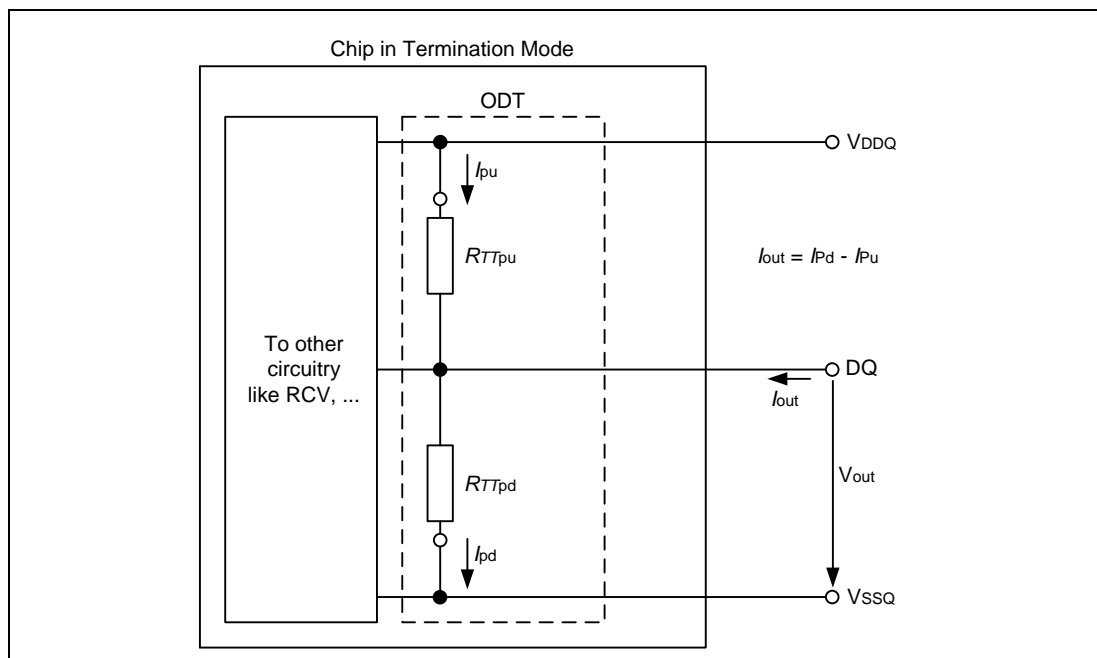 Chip in Termination Mode
ODT
VDDQ
Ipu
RTTpu
Iout = IPd - IPu
To other
circuitry
like RCV, ...
DQ
Iout
RTTpd
Vout
Ipd
VSSQ